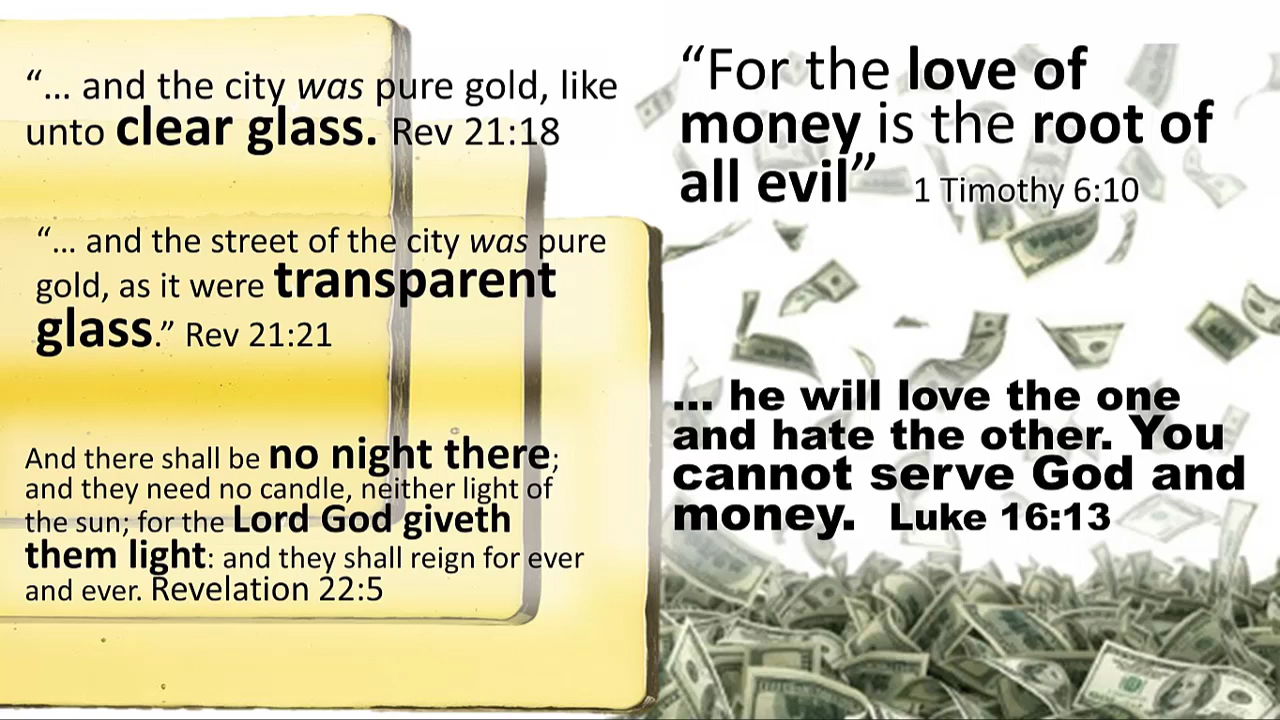 “... and the city was pure gold, like
unto clear glass. Rev 21:18
“... and the street of the city was pure
gold, as it were transparent
glass.” Rev 21:21
And there shall be no night there;
and they need no candle, neither light of
the sun; for the Lord God giveth
them light: and they shall reign for ever
and ever. Revelation 22:5
“For the love of
money is the root of
all evil” 1 Timothy 6:10
... he will love the one
and hate the other. You
cannot serve God and
money. Luke 16:13